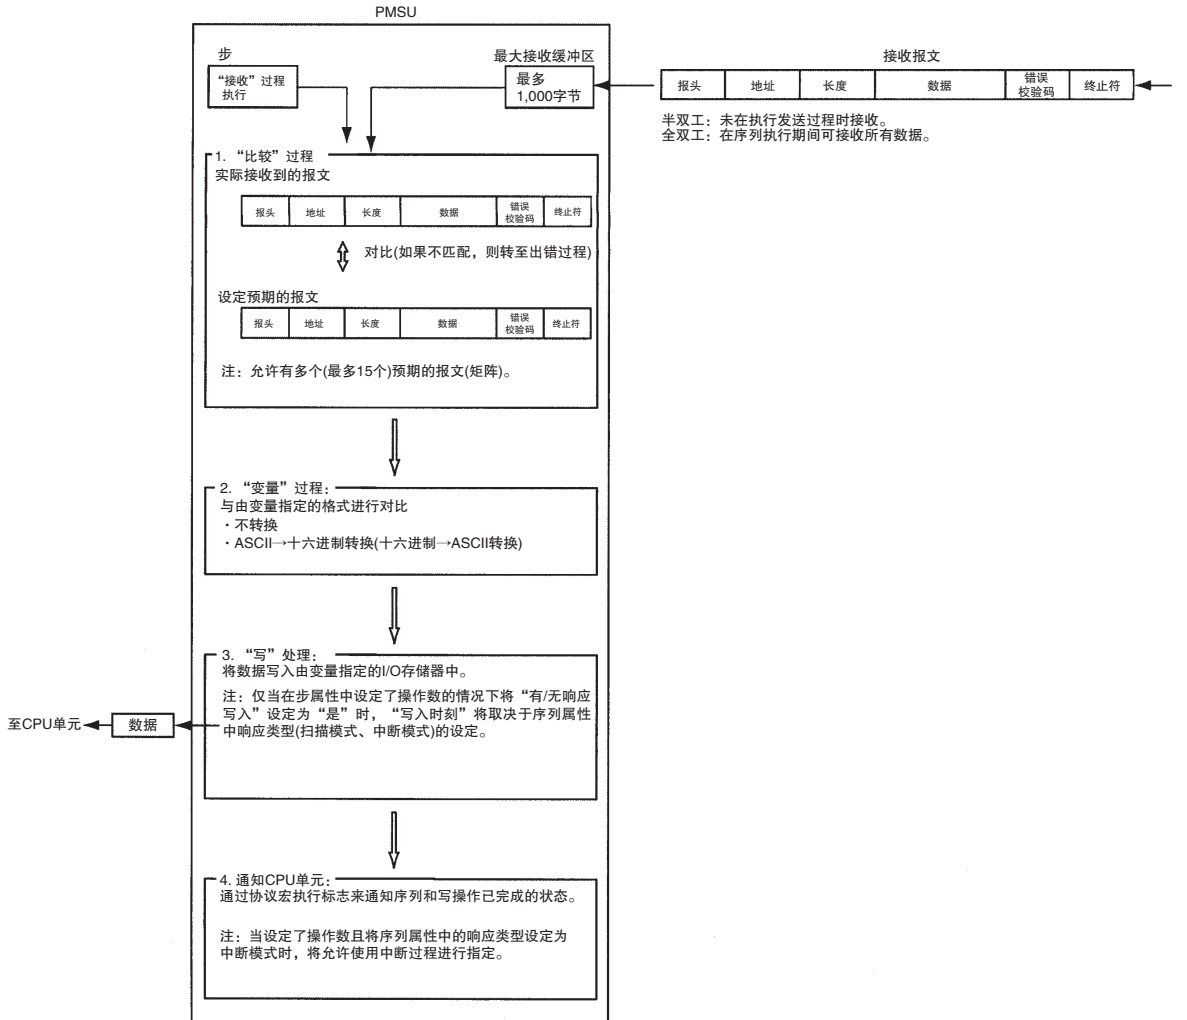 PMSU
步
“接收”过程
执行
最大接收缓冲区
最多
1,000字节
接收报文
报头 地址 长度 数据 错误校验码 终止符
半双工：未在执行发送过程时接收。
全双工：在序列执行期间可接收所有数据。
1. “比较”过程
实际接收到的报文
报头 地址 长度 数据 错误校验码 终止符
对比(如果不匹配，则转至出错过程)
设定预期的报文
报头 地址 长度 数据 错误校验码 终止符
注：允许有多个(最多15个)预期的报文(矩阵)。
2. “变量”过程：
与由变量指定的格式进行对比
・不转换
・ASCII→十六进制转换(十六进制→ASCII转换)
3. “写”处理：
将数据写入由变量指定的I/O存储器中。
注：仅当在步属性中设定了操作数的情况下将“有/无响应
写入”设定为“是”时，“写入时刻”将取决于序列属性
中响应类型(扫描模式、中断模式)的设定。
至CPU单元
数据
4. 通知CPU单元：
通过协议宏执行标志来通知序列和写操作已完成的状态。
注：当设定了操作数且将序列属性中的响应类型设定为
中断模式时，将允许使用中断过程进行指定。